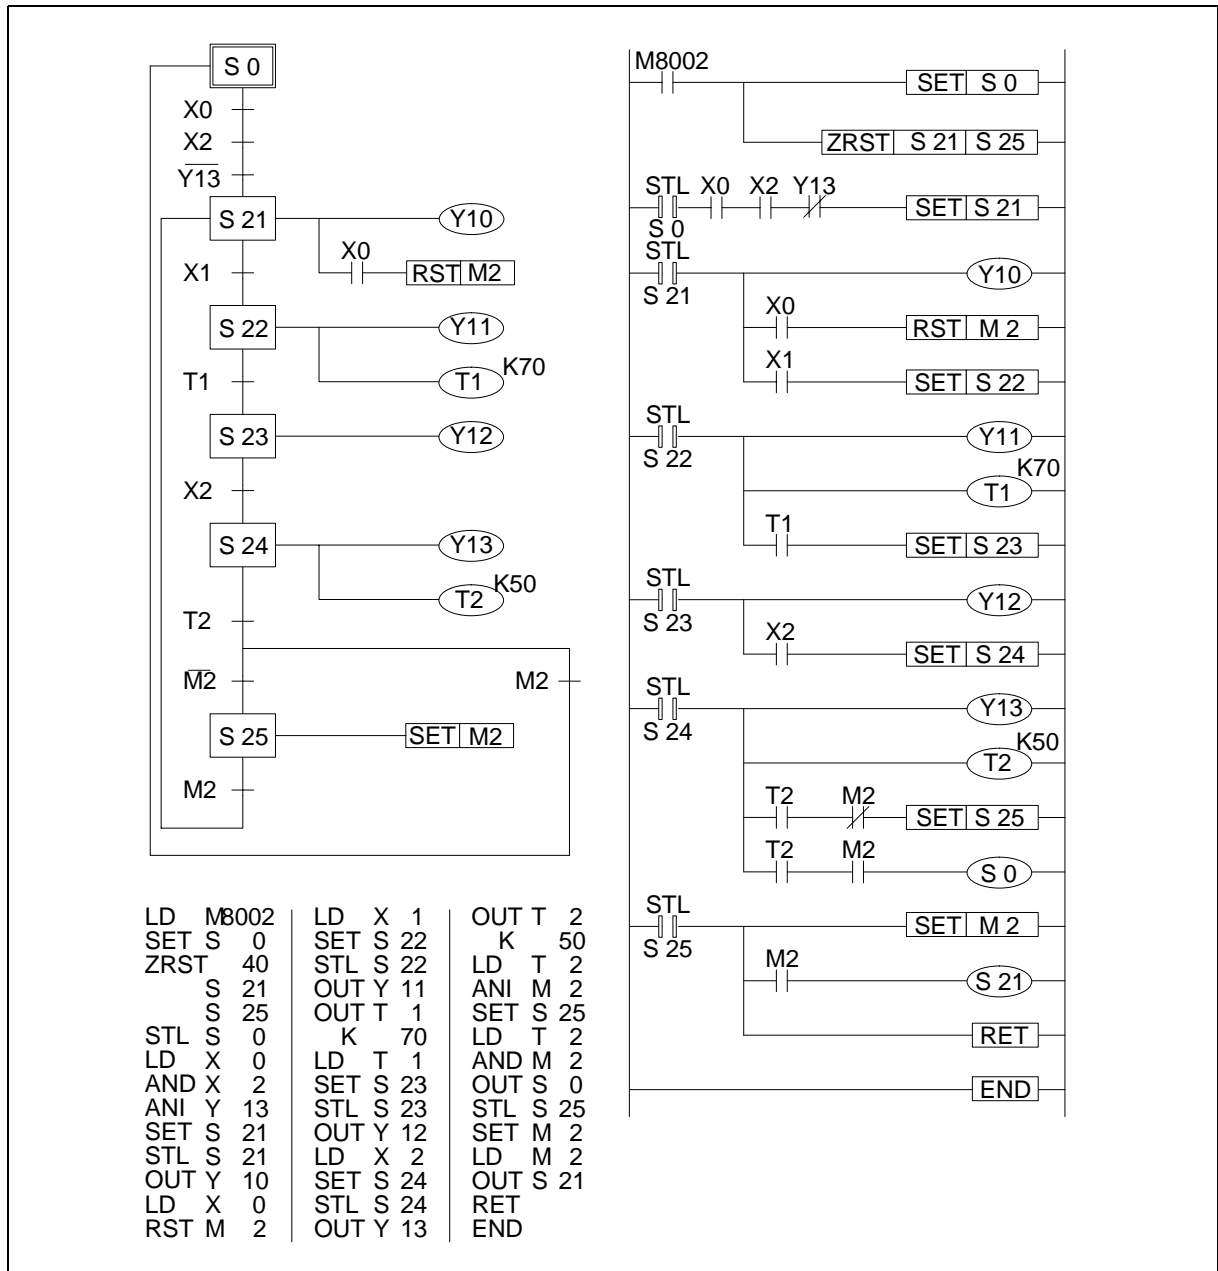 S 0
X0
X2
Y13
S 21
Y10
X0
RST M2
X1
S 22
Y11
T1
K70
T1
S 23
Y12
X2
S 24
Y13
K50
T2
T2
M2
M2
S 25
SET M2
M2
M8002
SET S 0
ZRST S 21 S 25
STL X0 X2 Y13
SET S 21
S 0
STL
S 21
Y10
X0
RST M 2
X1
SET S 22
STL
S 22
Y11
K70
T1
T1
SET S 23
STL
S 23
Y12
X2
SET S 24
STL
S 24
Y13
K50
T2
T2 M2
SET S 25
T2 M2
S 0
STL
S 25
SET M 2
M2
S 21
RET
END
LD M8002
SET S 0
ZRST 40
S 21
S 25
STL S 0
LD X 0
AND X 2
ANI Y 13
SET S 21
STL S 21
OUT Y 10
LD X 0
RST M 2
LD X 1
SET S 22
STL S 22
OUT Y 11
OUT T 1
K 70
LD T 1
SET S 23
STL S 23
OUT Y 12
LD X 2
SET S 24
STL S 24
OUT Y 13
OUT T 2
K 50
LD T 2
ANI M 2
SET S 25
LD T 2
AND M 2
OUT S 0
STL S 25
SET M 2
LD M 2
OUT S 21
RET
END